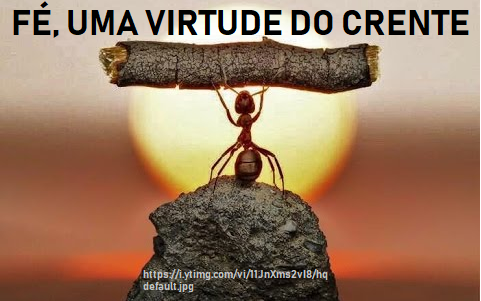 FÉ, UMA VIRTUDE DO CRENTE
https://i.ytimg.com/vi/11JnXms2vI8/hq
default.jpg